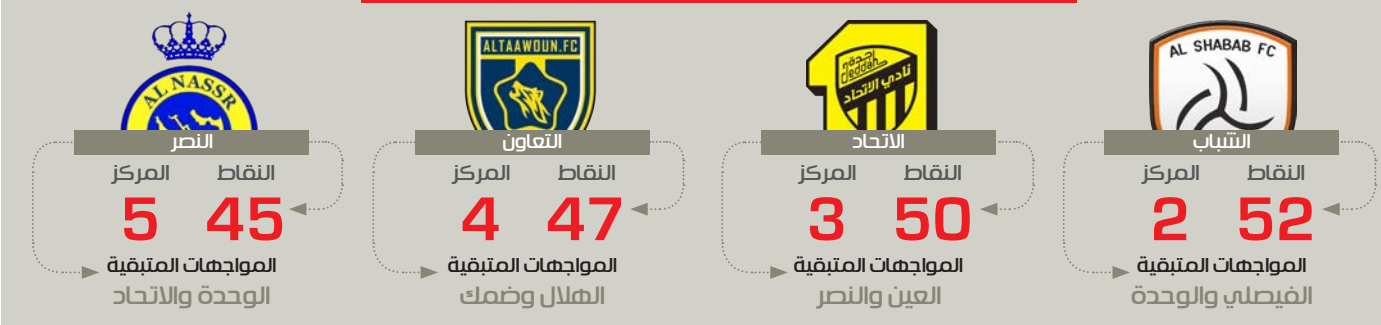 AL SHABAB FC
الشباب
النقاط المركز
52 2
المواجهات المتبقية
الفيصلي والوحدة
جدة
Jeddah
نادي الاتحاد
الاتحاد
النقاط المركز
50 3
المواجهات المتبقية
العين والنصر
ALTAAWOUN.FC
التعاون
النقاط المركز
47 4
المواجهات المتبقية
الهلال وضمك
AL NASSR
النصر
النقاط المركز
45 5
المواجهات المتبقية
الوحدة والاتحاد